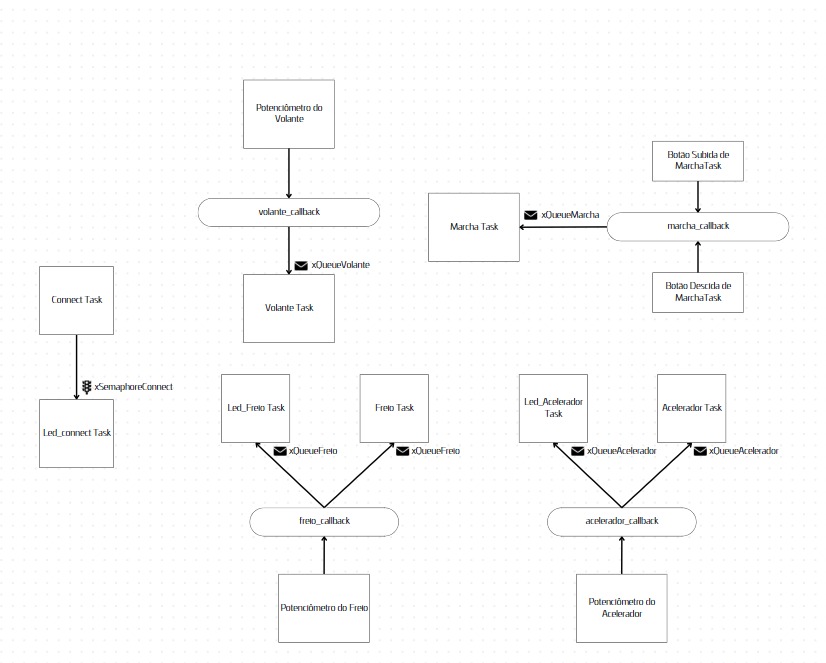 Potenciômetro do
Volante
volante_callback
xQueueVolante
Volante Task
Botão Subida de
MarchaTask
Marcha Task
xQueueMarcha
marcha_callback
Botão Descida de
MarchaTask
Connect Task
xSemaphoreConnect
Led_connect Task
Led_Freio Task
Freio Task
xQueueFreio
xQueueFreio
freio_callback
Potenciômetro do Freio
Led_Acelerador
Task
Acelerador Task
xQueueAcelerador
xQueueAcelerador
acelerador_callback
Potenciômetro do
Acelerador